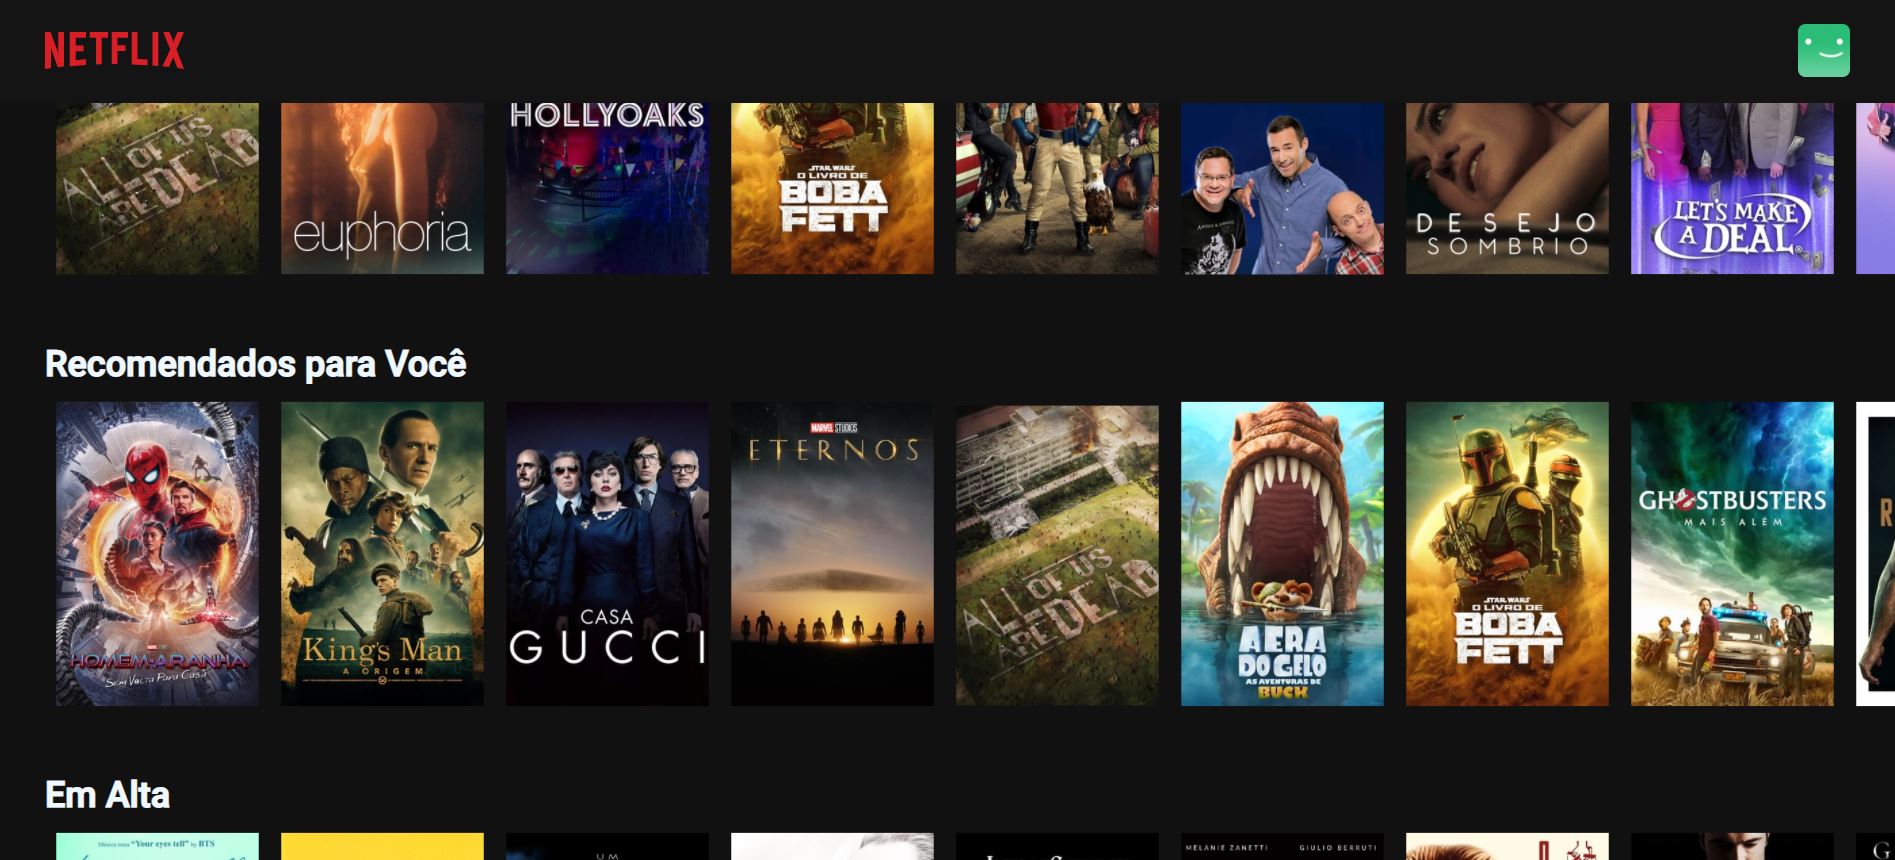 NETFLIX
ALL OF US
ARE DEAD
euphoria
HOLLYOAKS
STAR WARS
O LIVRO DE
BOBA
FETT
DESEJO
SOMBRIO
LET'S MAKE
A DEAL
Recomendados para Você
HOMEM-ARANHA
Sem Volta Para Casa
King's Man
A ORIGEM
CASA
GUCCI
MARVEL STUDIOS
ETERNOS
ALL OF US
ARE DEAD
A ERA
DO GELO
AS AVENTURAS DE
BUCK
STAR WARS
O LIVRO DE
BOBA
FETT
GHOSTBUSTERS
MAIS ALÉM
R
Em Alta
Música tema "Your eyes tell" by BTS
UM
MELANIE ZANETTI GIULIO BERRUTI
G